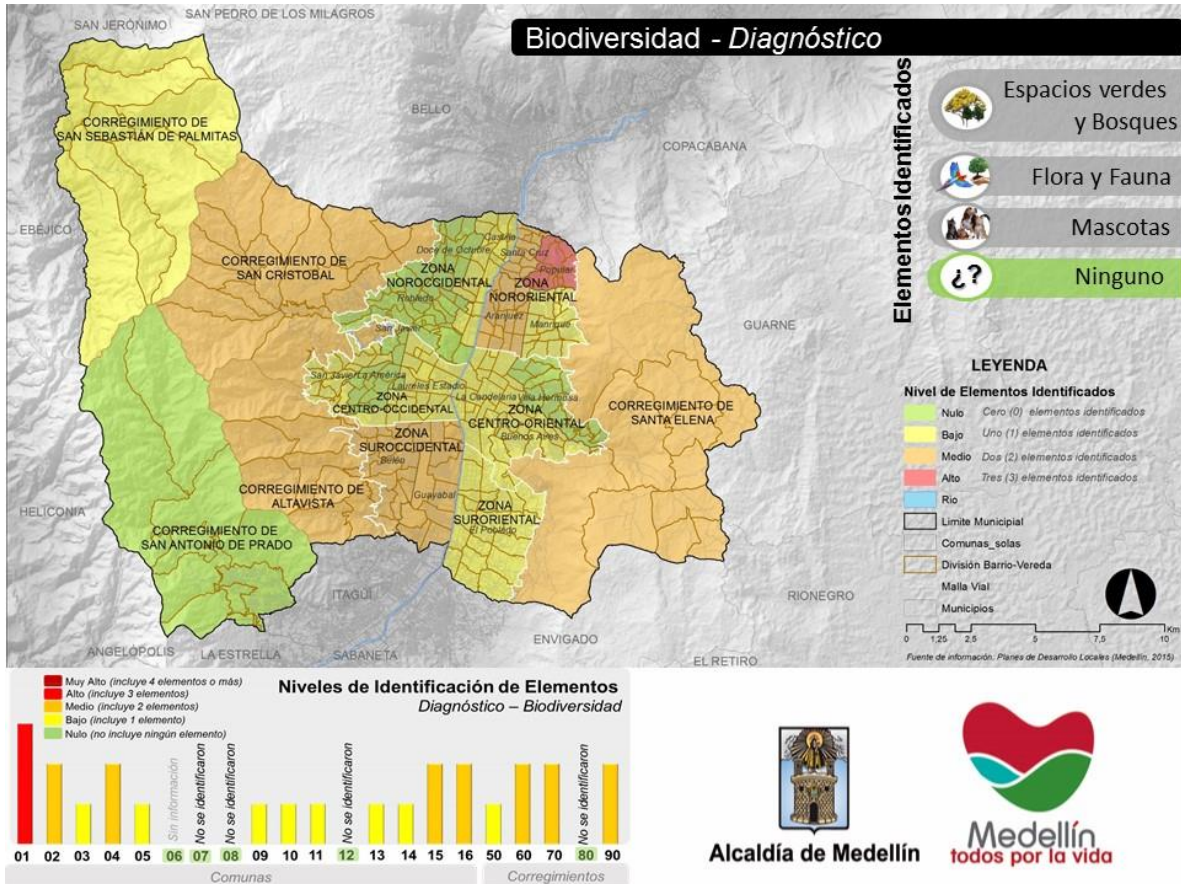 SAN PEDRO DE LOS MILAGROS
SAN JERÓNIMO
Biodiversidad - Diagnóstico
BELLO
COPACABANA
EBÉJICO
GUARNE
HELICONIA
RIONEGRO
ITAGÜÍ
ENVIGADO
ANGELÓPOLIS
LA ESTRELLA
SABANETA
EL RETIRO
CORREGIMIENTO DE
SAN SEBASTIÁN DE PALMITAS
CORREGIMIENTO DE
SAN CRISTOBAL
CORREGIMIENTO DE
ALTAVISTA
CORREGIMIENTO DE
SAN ANTONIO DE PRADO
CORREGIMIENTO DE
SANTA ELENA
Castilla
Doce de Octubre
ZONA
NOROCCIDENTAL
Robledo
Santa Cruz
Popular
ZONA
NORORIENTAL
Aranjuez
Manrique
San Javier
San Javier
La América
Laureles Estadio
ZONA
CENTRO-OCCIDENTAL
La Candelaria
Villa Hermosa
ZONA
CENTRO-ORIENTAL
Buenos Aires
ZONA
SUROCCIDENTAL
Belén
Guayabal
ZONA
SURORIENTAL
El Poblado
Elementos Identificados
Espacios verdes
y Bosques
Flora y Fauna
Mascotas
¿?
Ninguno
LEYENDA
Nivel de Elementos Identificados
Nulo Cero (0) elementos identificados
Bajo Uno (1) elementos identificados
Medio Dos (2) elementos identificados
Alto Tres (3) elementos identificados
Rio
Limite Municipial
Comunas_solas
División Barrio-Vereda
Malla Vial
Municipios
0 1,25 2,5 5 7,5 10 Km
Fuente de información: Planes de Desarrollo Locales (Medellín, 2015)
Muy Alto (incluye 4 elementos o más)
Alto (incluye 3 elementos)
Medio (incluye 2 elementos)
Bajo (incluye 1 elemento)
Nulo (no incluye ningún elemento)
Niveles de Identificación de Elementos
Diagnóstico – Biodiversidad
Sin información
No se identificaron
No se identificaron
No se identificaron
No se identificaron
01 02 03 04 05 06 07 08 09 10 11 12 13 14 15 16 50 60 70 80 90
Comunas
Corregimientos
Alcaldía de Medellín
Medellín
todos por la vida